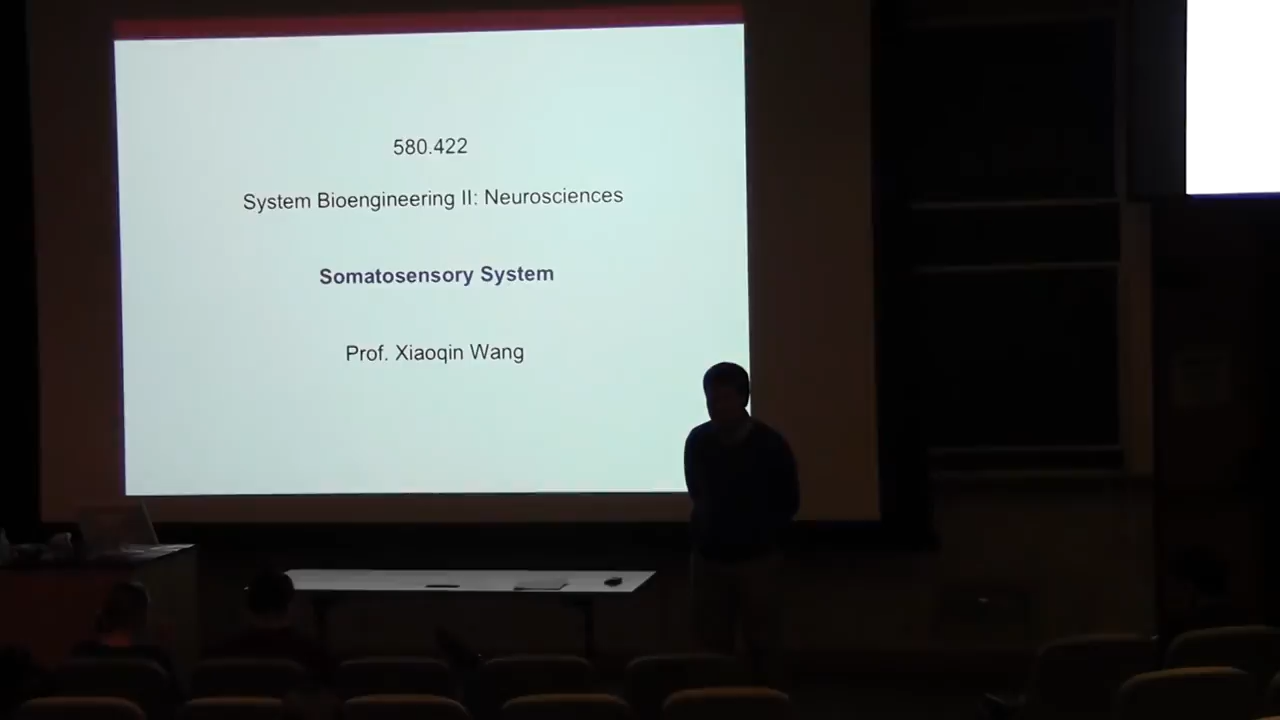 580.422
System Bioengineering II: Neurosciences
Somatosensory System
Prof. Xiaoqin Wang